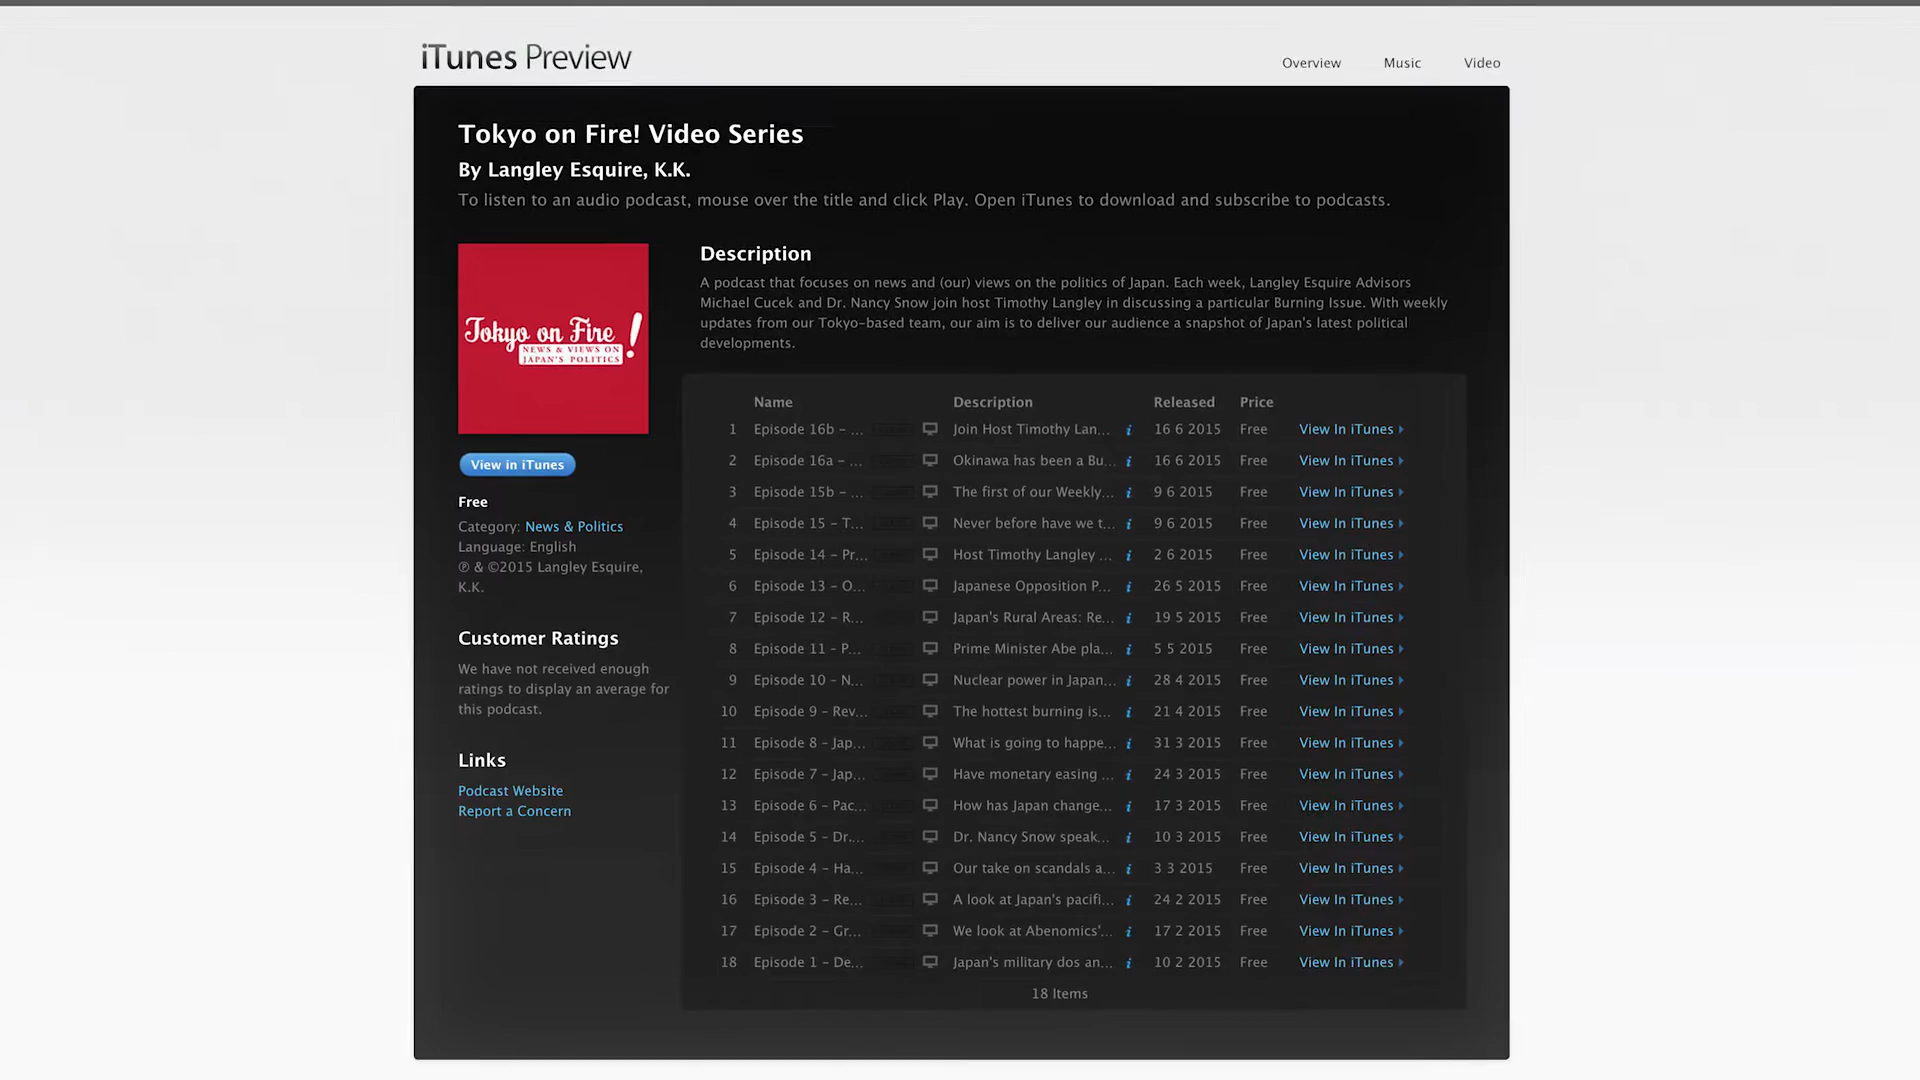 iTunes Preview
Overview Music Video
Tokyo on Fire! Video Series
By Langley Esquire, K.K.
To listen to an audio podcast, mouse over the title and click Play. Open iTunes to download and subscribe to podcasts.
Tokyo on Fire!
NEWS & VIEWS ON
JAPAN'S POLITICS
View in iTunes
Free
Category: News & Politics
Language: English
℗ & ©2015 Langley Esquire,
K.K.
Customer Ratings
We have not received enough
ratings to display an average for
this podcast.
Links
Podcast Website
Report a Concern
Description
A podcast that focuses on news and (our) views on the politics of Japan. Each week, Langley Esquire Advisors
Michael Cucek and Dr. Nancy Snow join host Timothy Langley in discussing a particular Burning Issue. With weekly
updates from our Tokyo-based team, our aim is to deliver our audience a snapshot of Japan's latest political
developments.
Name Description Released Price
1 Episode 16b – ... Join Host Timothy Lan... i 16 6 2015 Free View In iTunes
2 Episode 16a – ... Okinawa has been a Bu... i 16 6 2015 Free View In iTunes
3 Episode 15b – ... The first of our Weekly... i 9 6 2015 Free View In iTunes
4 Episode 15 – T... Never before have we t... i 9 6 2015 Free View In iTunes
5 Episode 14 – Pr... Host Timothy Langley ... i 2 6 2015 Free View In iTunes
6 Episode 13 – O... Japanese Opposition P... i 26 5 2015 Free View In iTunes
7 Episode 12 – R... Japan's Rural Areas: Re... i 19 5 2015 Free View In iTunes
8 Episode 11 - P... Prime Minister Abe pla... i 5 5 2015 Free View In iTunes
9 Episode 10 – N... Nuclear power in Japan... i 28 4 2015 Free View In iTunes
10 Episode 9 – Rev... The hottest burning is... i 21 4 2015 Free View In iTunes
11 Episode 8 – Jap... What is going to happe... i 31 3 2015 Free View In iTunes
12 Episode 7 – Jap... Have monetary easing ... i 24 3 2015 Free View In iTunes
13 Episode 6 – Pac... How has Japan change... i 17 3 2015 Free View In iTunes
14 Episode 5 – Dr.... Dr. Nancy Snow speak... i 10 3 2015 Free View In iTunes
15 Episode 4 – Ha... Our take on scandals a... i 3 3 2015 Free View In iTunes
16 Episode 3 – Re... A look at Japan's pacifi... i 24 2 2015 Free View In iTunes
17 Episode 2 – Gr... We look at Abenomics'... i 17 2 2015 Free View In iTunes
18 Episode 1 – De... Japan's military dos an... i 10 2 2015 Free View In iTunes
18 Items